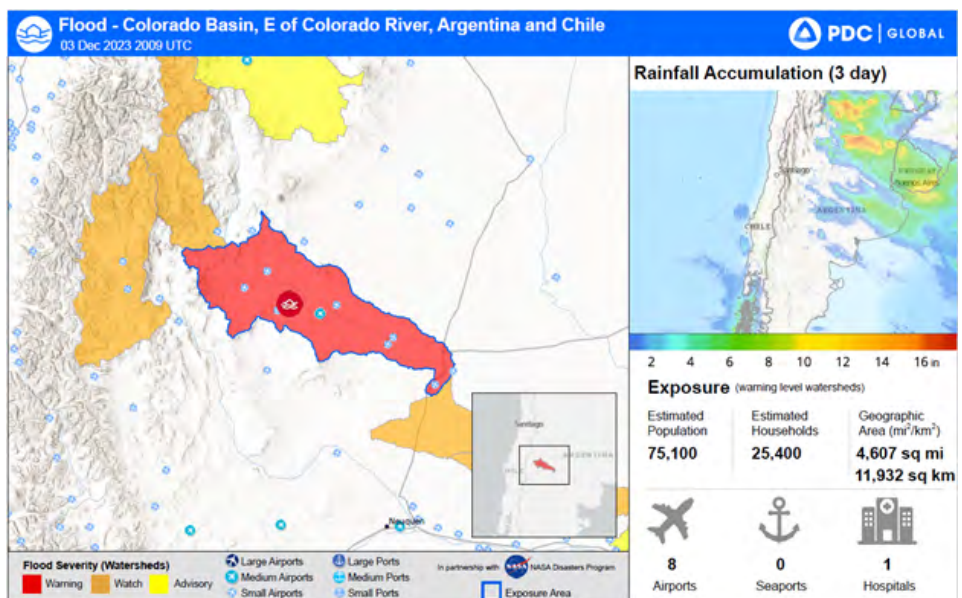 Flood - Colorado Basin, E of Colorado River, Argentina and Chile
03 Dec 2023 2009 UTC
PDC | GLOBAL
Rainfall Accumulation (3 day)
Santiago
URUGUAY
Buenos Aires
ARGENTINA
CHILE
2 4 6 8 10 12 14 16 in
Exposure (warning level watersheds)
Estimated Population
75,100
Estimated Households
25,400
Geographic Area (mi²/km²)
4,607 sq mi
11,932 sq km
8
Airports
0
Seaports
1
Hospitals
Santiago
ARGENTINA
Neuquén
Flood Severity (Watersheds)
Warning
Watch
Advisory
Large Airports
Medium Airports
Small Airports
Large Ports
Medium Ports
Small Ports
In partnership with
NASA
NASA Disasters Program
Exposure Area